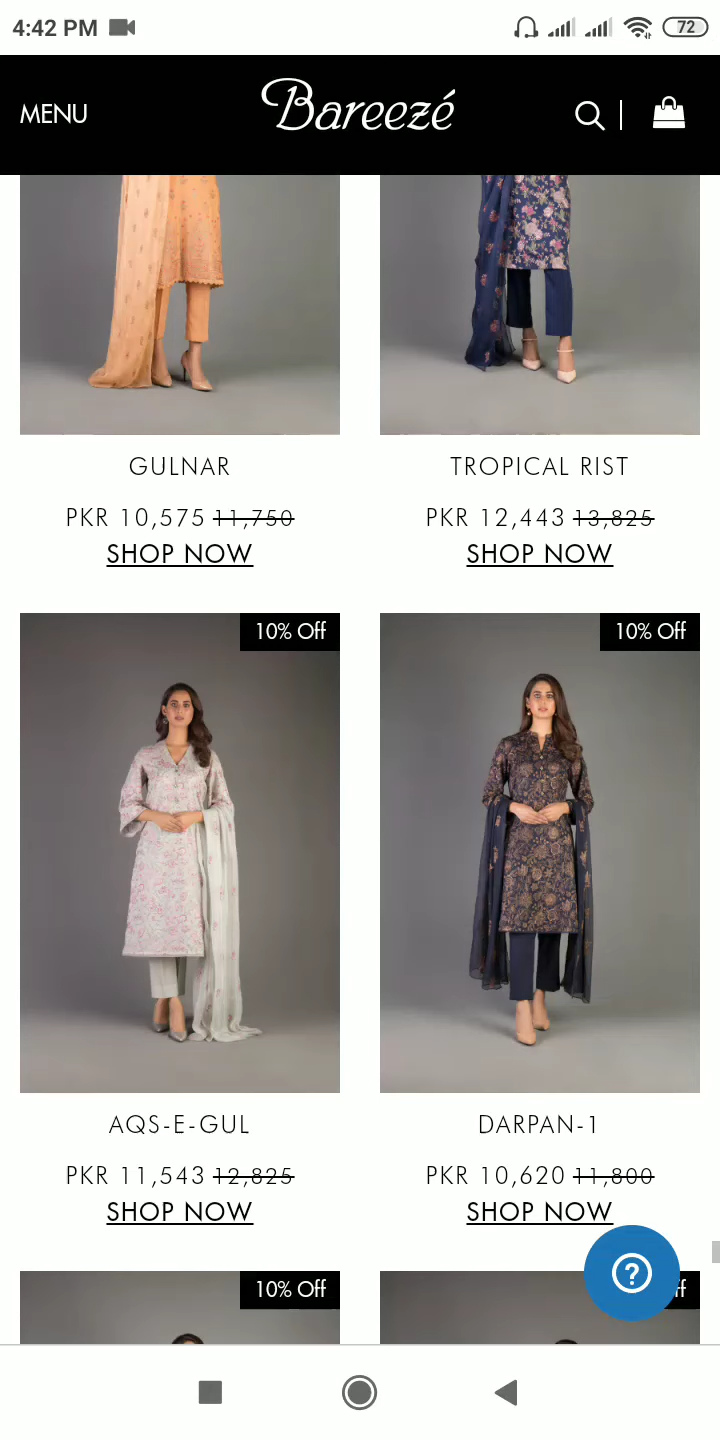 4:42 PM 72
MENU Bareezé
GULNAR
PKR 10,575 11,750
SHOP NOW
TROPICAL RIST
PKR 12,443 13,825
SHOP NOW
10% Off
AQS-E-GUL
PKR 11,543 12,825
SHOP NOW
10% Off
DARPAN-1
PKR 10,620 11,800
SHOP NOW
10% Off
ff